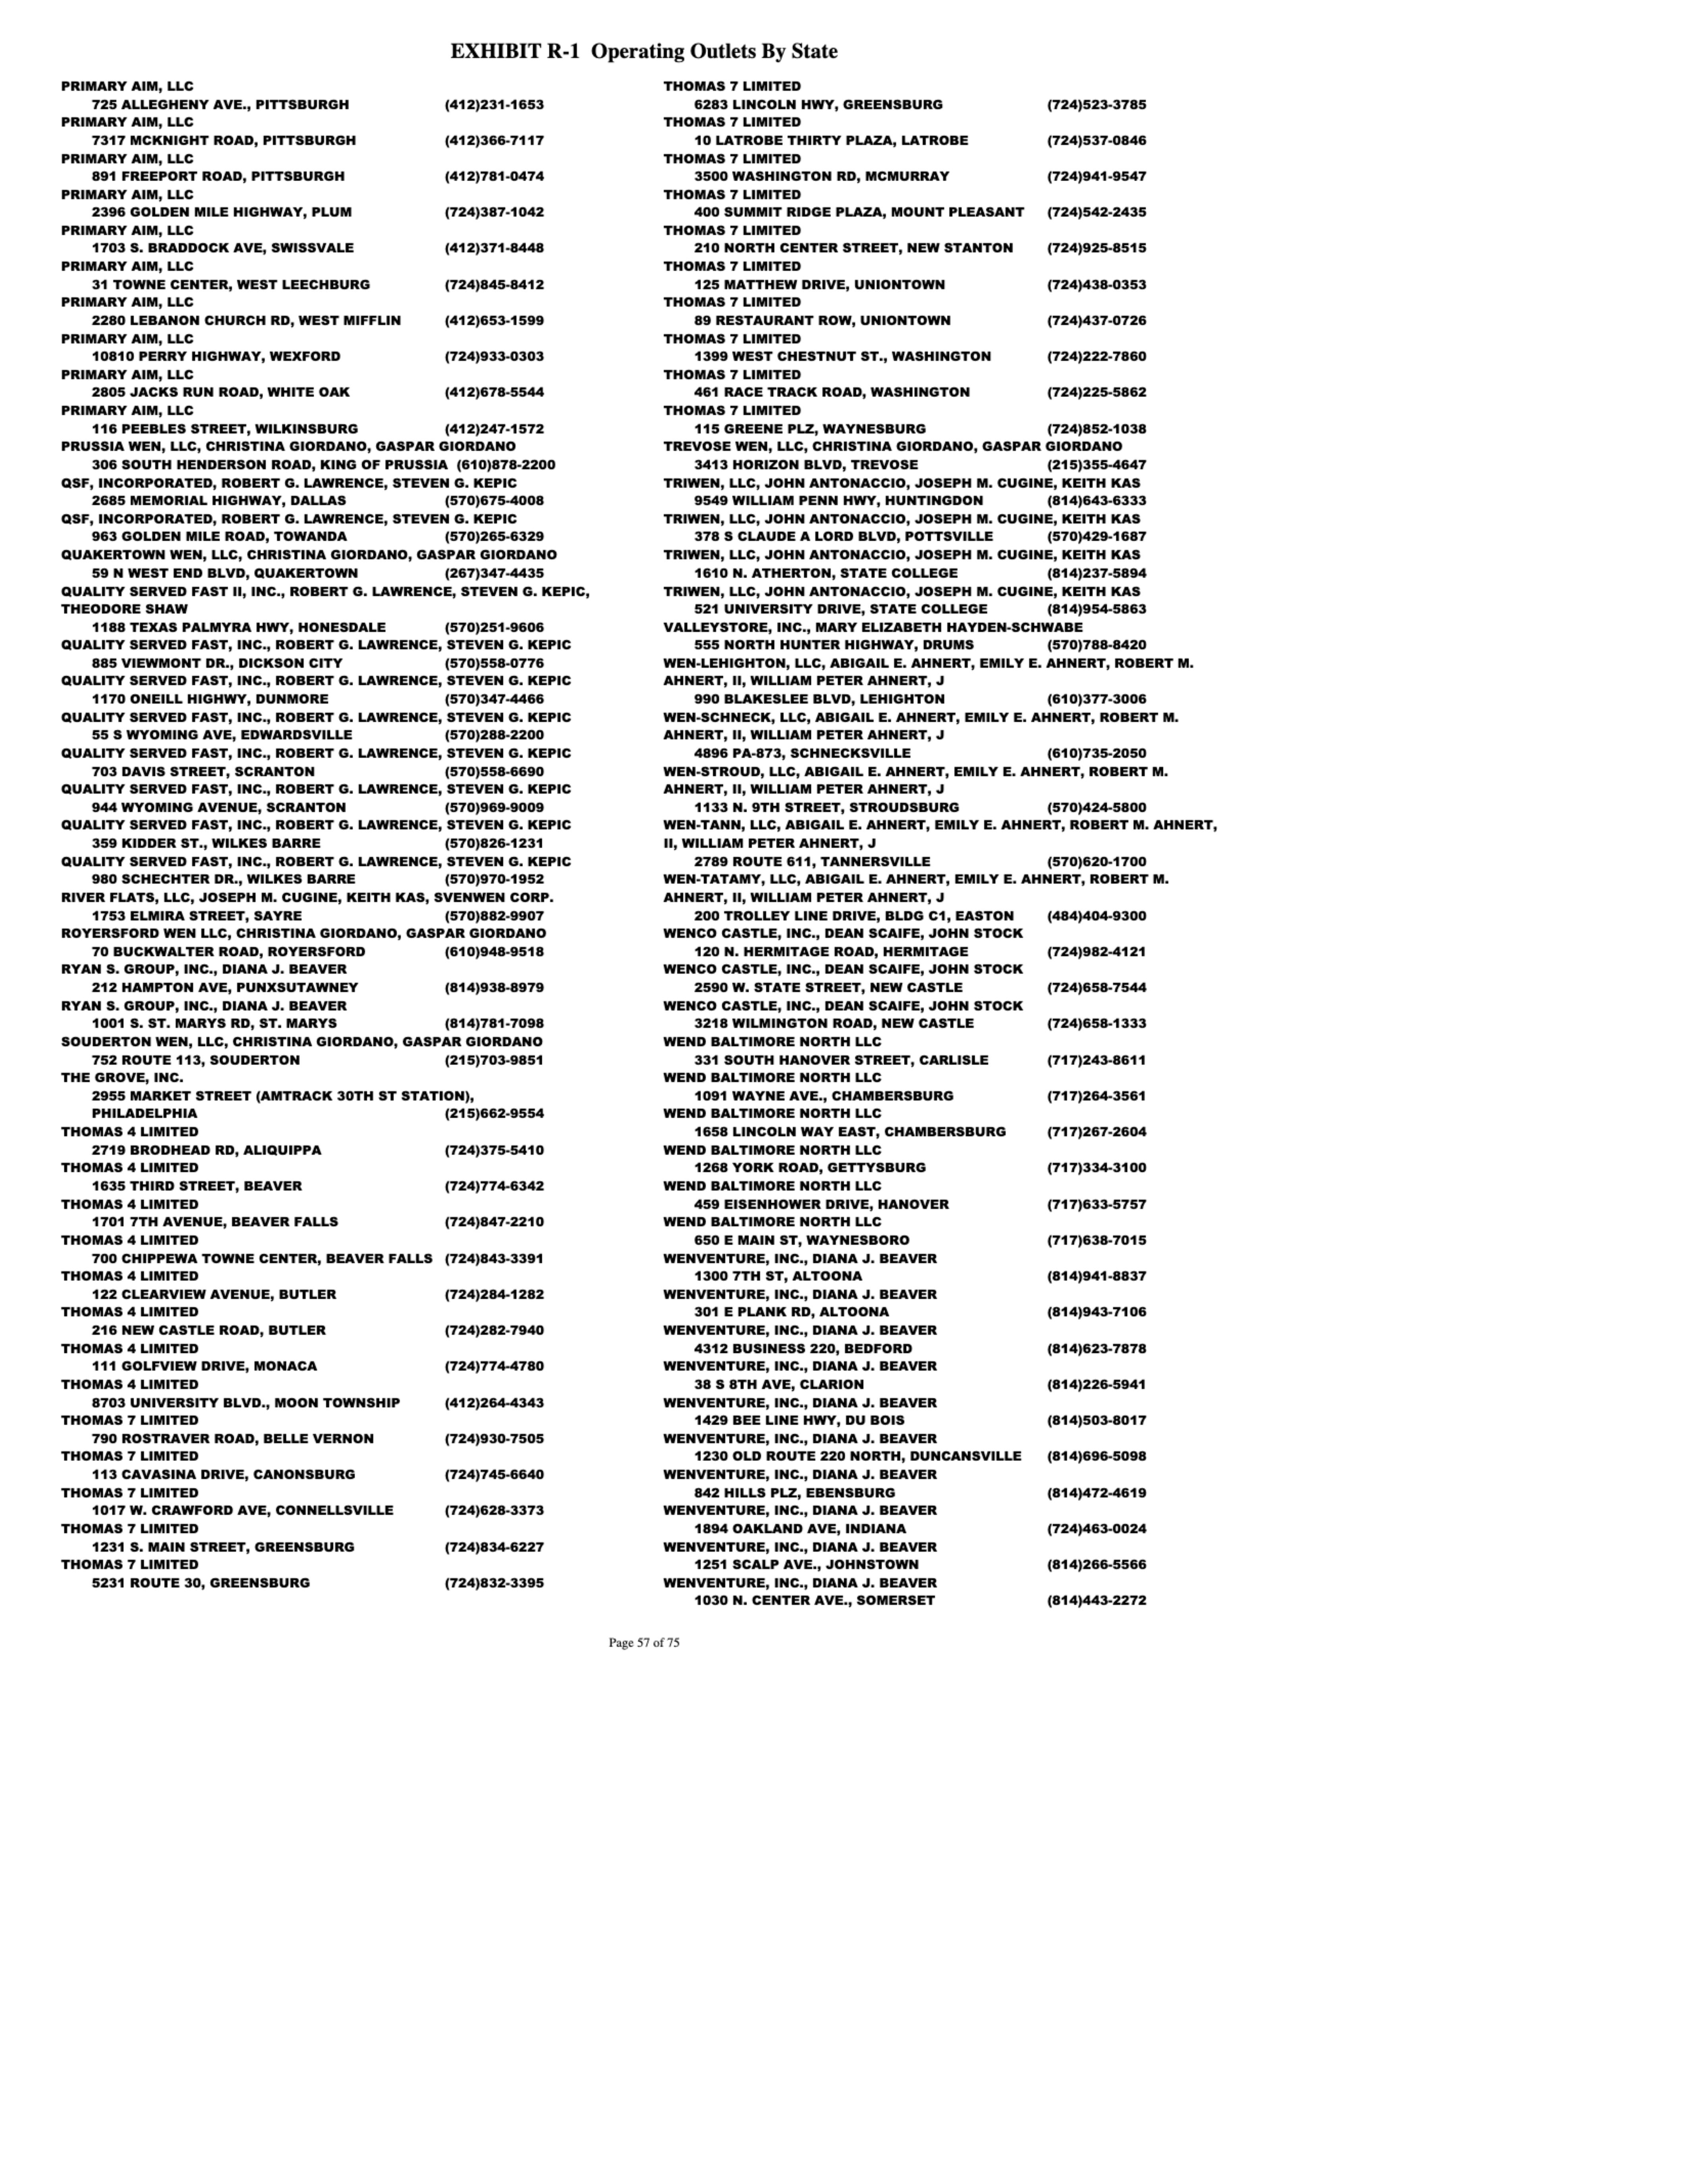 EXHIBIT R-1 Operating Outlets By State
PRIMARY AIM, LLC
725 ALLEGHENY AVE., PITTSBURGH (412)231-1653
PRIMARY AIM, LLC
7317 MCKNIGHT ROAD, PITTSBURGH (412)366-7117
PRIMARY AIM, LLC
891 FREEPORT ROAD, PITTSBURGH (412)781-0474
PRIMARY AIM, LLC
2396 GOLDEN MILE HIGHWAY, PLUM (724)387-1042
PRIMARY AIM, LLC
1703 S. BRADDOCK AVE, SWISSVALE (412)371-8448
PRIMARY AIM, LLC
31 TOWNE CENTER, WEST LEECHBURG (724)845-8412
PRIMARY AIM, LLC
2280 LEBANON CHURCH RD, WEST MIFFLIN (412)653-1599
PRIMARY AIM, LLC
10810 PERRY HIGHWAY, WEXFORD (724)933-0303
PRIMARY AIM, LLC
2805 JACKS RUN ROAD, WHITE OAK (412)678-5544
PRIMARY AIM, LLC
116 PEEBLES STREET, WILKINSBURG (412)247-1572
PRUSSIA WEN, LLC, CHRISTINA GIORDANO, GASPAR GIORDANO
306 SOUTH HENDERSON ROAD, KING OF PRUSSIA (610)878-2200
QSF, INCORPORATED, ROBERT G. LAWRENCE, STEVEN G. KEPIC
2685 MEMORIAL HIGHWAY, DALLAS (570)675-4008
QSF, INCORPORATED, ROBERT G. LAWRENCE, STEVEN G. KEPIC
963 GOLDEN MILE ROAD, TOWANDA (570)265-6329
QUAKERTOWN WEN, LLC, CHRISTINA GIORDANO, GASPAR GIORDANO
59 N WEST END BLVD, QUAKERTOWN (267)347-4435
QUALITY SERVED FAST II, INC., ROBERT G. LAWRENCE, STEVEN G. KEPIC,
THEODORE SHAW
1188 TEXAS PALMYRA HWY, HONESDALE (570)251-9606
QUALITY SERVED FAST, INC., ROBERT G. LAWRENCE, STEVEN G. KEPIC
885 VIEWMONT DR., DICKSON CITY (570)558-0776
QUALITY SERVED FAST, INC., ROBERT G. LAWRENCE, STEVEN G. KEPIC
1170 ONEILL HIGHWY, DUNMORE (570)347-4466
QUALITY SERVED FAST, INC., ROBERT G. LAWRENCE, STEVEN G. KEPIC
55 S WYOMING AVE, EDWARDSVILLE (570)288-2200
QUALITY SERVED FAST, INC., ROBERT G. LAWRENCE, STEVEN G. KEPIC
703 DAVIS STREET, SCRANTON (570)558-6690
QUALITY SERVED FAST, INC., ROBERT G. LAWRENCE, STEVEN G. KEPIC
944 WYOMING AVENUE, SCRANTON (570)969-9009
QUALITY SERVED FAST, INC., ROBERT G. LAWRENCE, STEVEN G. KEPIC
359 KIDDER ST., WILKES BARRE (570)826-1231
QUALITY SERVED FAST, INC., ROBERT G. LAWRENCE, STEVEN G. KEPIC
980 SCHECHTER DR., WILKES BARRE (570)970-1952
RIVER FLATS, LLC, JOSEPH M. CUGINE, KEITH KAS, SVENWEN CORP.
1753 ELMIRA STREET, SAYRE (570)882-9907
ROYERSFORD WEN LLC, CHRISTINA GIORDANO, GASPAR GIORDANO
70 BUCKWALTER ROAD, ROYERSFORD (610)948-9518
RYAN S. GROUP, INC., DIANA J. BEAVER
212 HAMPTON AVE, PUNXSUTAWNEY (814)938-8979
RYAN S. GROUP, INC., DIANA J. BEAVER
1001 S. ST. MARYS RD, ST. MARYS (814)781-7098
SOUDERTON WEN, LLC, CHRISTINA GIORDANO, GASPAR GIORDANO
752 ROUTE 113, SOUDERTON (215)703-9851
THE GROVE, INC.
2955 MARKET STREET (AMTRACK 30TH ST STATION),
PHILADELPHIA (215)662-9554
THOMAS 4 LIMITED
2719 BRODHEAD RD, ALIQUIPPA (724)375-5410
THOMAS 4 LIMITED
1635 THIRD STREET, BEAVER (724)774-6342
THOMAS 4 LIMITED
1701 7TH AVENUE, BEAVER FALLS (724)847-2210
THOMAS 4 LIMITED
700 CHIPPEWA TOWNE CENTER, BEAVER FALLS (724)843-3391
THOMAS 4 LIMITED
122 CLEARVIEW AVENUE, BUTLER (724)284-1282
THOMAS 4 LIMITED
216 NEW CASTLE ROAD, BUTLER (724)282-7940
THOMAS 4 LIMITED
111 GOLFVIEW DRIVE, MONACA (724)774-4780
THOMAS 4 LIMITED
8703 UNIVERSITY BLVD., MOON TOWNSHIP (412)264-4343
THOMAS 7 LIMITED
790 ROSTRAVER ROAD, BELLE VERNON (724)930-7505
THOMAS 7 LIMITED
113 CAVASINA DRIVE, CANONSBURG (724)745-6640
THOMAS 7 LIMITED
1017 W. CRAWFORD AVE, CONNELLSVILLE (724)628-3373
THOMAS 7 LIMITED
1231 S. MAIN STREET, GREENSBURG (724)834-6227
THOMAS 7 LIMITED
5231 ROUTE 30, GREENSBURG (724)832-3395
THOMAS 7 LIMITED
6283 LINCOLN HWY, GREENSBURG (724)523-3785
THOMAS 7 LIMITED
10 LATROBE THIRTY PLAZA, LATROBE (724)537-0846
THOMAS 7 LIMITED
3500 WASHINGTON RD, MCMURRAY (724)941-9547
THOMAS 7 LIMITED
400 SUMMIT RIDGE PLAZA, MOUNT PLEASANT (724)542-2435
THOMAS 7 LIMITED
210 NORTH CENTER STREET, NEW STANTON (724)925-8515
THOMAS 7 LIMITED
125 MATTHEW DRIVE, UNIONTOWN (724)438-0353
THOMAS 7 LIMITED
89 RESTAURANT ROW, UNIONTOWN (724)437-0726
THOMAS 7 LIMITED
1399 WEST CHESTNUT ST., WASHINGTON (724)222-7860
THOMAS 7 LIMITED
461 RACE TRACK ROAD, WASHINGTON (724)225-5862
THOMAS 7 LIMITED
115 GREENE PLZ, WAYNESBURG (724)852-1038
TREVOSE WEN, LLC, CHRISTINA GIORDANO, GASPAR GIORDANO
3413 HORIZON BLVD, TREVOSE (215)355-4647
TRIWEN, LLC, JOHN ANTONACCIO, JOSEPH M. CUGINE, KEITH KAS
9549 WILLIAM PENN HWY, HUNTINGDON (814)643-6333
TRIWEN, LLC, JOHN ANTONACCIO, JOSEPH M. CUGINE, KEITH KAS
378 S CLAUDE A LORD BLVD, POTTSVILLE (570)429-1687
TRIWEN, LLC, JOHN ANTONACCIO, JOSEPH M. CUGINE, KEITH KAS
1610 N. ATHERTON, STATE COLLEGE (814)237-5894
TRIWEN, LLC, JOHN ANTONACCIO, JOSEPH M. CUGINE, KEITH KAS
521 UNIVERSITY DRIVE, STATE COLLEGE (814)954-5863
VALLEYSTORE, INC., MARY ELIZABETH HAYDEN-SCHWABE
555 NORTH HUNTER HIGHWAY, DRUMS (570)788-8420
WEN-LEHIGHTON, LLC, ABIGAIL E. AHNERT, EMILY E. AHNERT, ROBERT M.
AHNERT, II, WILLIAM PETER AHNERT, J
990 BLAKESLEE BLVD, LEHIGHTON (610)377-3006
WEN-SCHNECK, LLC, ABIGAIL E. AHNERT, EMILY E. AHNERT, ROBERT M.
AHNERT, II, WILLIAM PETER AHNERT, J
4896 PA-873, SCHNECKSVILLE (610)735-2050
WEN-STROUD, LLC, ABIGAIL E. AHNERT, EMILY E. AHNERT, ROBERT M.
AHNERT, II, WILLIAM PETER AHNERT, J
1133 N. 9TH STREET, STROUDSBURG (570)424-5800
WEN-TANN, LLC, ABIGAIL E. AHNERT, EMILY E. AHNERT, ROBERT M. AHNERT,
II, WILLIAM PETER AHNERT, J
2789 ROUTE 611, TANNERSVILLE (570)620-1700
WEN-TATAMY, LLC, ABIGAIL E. AHNERT, EMILY E. AHNERT, ROBERT M.
AHNERT, II, WILLIAM PETER AHNERT, J
200 TROLLEY LINE DRIVE, BLDG C1, EASTON (484)404-9300
WENCO CASTLE, INC., DEAN SCAIFE, JOHN STOCK
120 N. HERMITAGE ROAD, HERMITAGE (724)982-4121
WENCO CASTLE, INC., DEAN SCAIFE, JOHN STOCK
2590 W. STATE STREET, NEW CASTLE (724)658-7544
WENCO CASTLE, INC., DEAN SCAIFE, JOHN STOCK
3218 WILMINGTON ROAD, NEW CASTLE (724)658-1333
WEND BALTIMORE NORTH LLC
331 SOUTH HANOVER STREET, CARLISLE (717)243-8611
WEND BALTIMORE NORTH LLC
1091 WAYNE AVE., CHAMBERSBURG (717)264-3561
WEND BALTIMORE NORTH LLC
1658 LINCOLN WAY EAST, CHAMBERSBURG (717)267-2604
WEND BALTIMORE NORTH LLC
1268 YORK ROAD, GETTYSBURG (717)334-3100
WEND BALTIMORE NORTH LLC
459 EISENHOWER DRIVE, HANOVER (717)633-5757
WEND BALTIMORE NORTH LLC
650 E MAIN ST, WAYNESBORO (717)638-7015
WENVENTURE, INC., DIANA J. BEAVER
1300 7TH ST, ALTOONA (814)941-8837
WENVENTURE, INC., DIANA J. BEAVER
301 E PLANK RD, ALTOONA (814)943-7106
WENVENTURE, INC., DIANA J. BEAVER
4312 BUSINESS 220, BEDFORD (814)623-7878
WENVENTURE, INC., DIANA J. BEAVER
38 S 8TH AVE, CLARION (814)226-5941
WENVENTURE, INC., DIANA J. BEAVER
1429 BEE LINE HWY, DU BOIS (814)503-8017
WENVENTURE, INC., DIANA J. BEAVER
1230 OLD ROUTE 220 NORTH, DUNCANSVILLE (814)696-5098
WENVENTURE, INC., DIANA J. BEAVER
842 HILLS PLZ, EBENSBURG (814)472-4619
WENVENTURE, INC., DIANA J. BEAVER
1894 OAKLAND AVE, INDIANA (724)463-0024
WENVENTURE, INC., DIANA J. BEAVER
1251 SCALP AVE., JOHNSTOWN (814)266-5566
WENVENTURE, INC., DIANA J. BEAVER
1030 N. CENTER AVE., SOMERSET (814)443-2272
Page 57 of 75